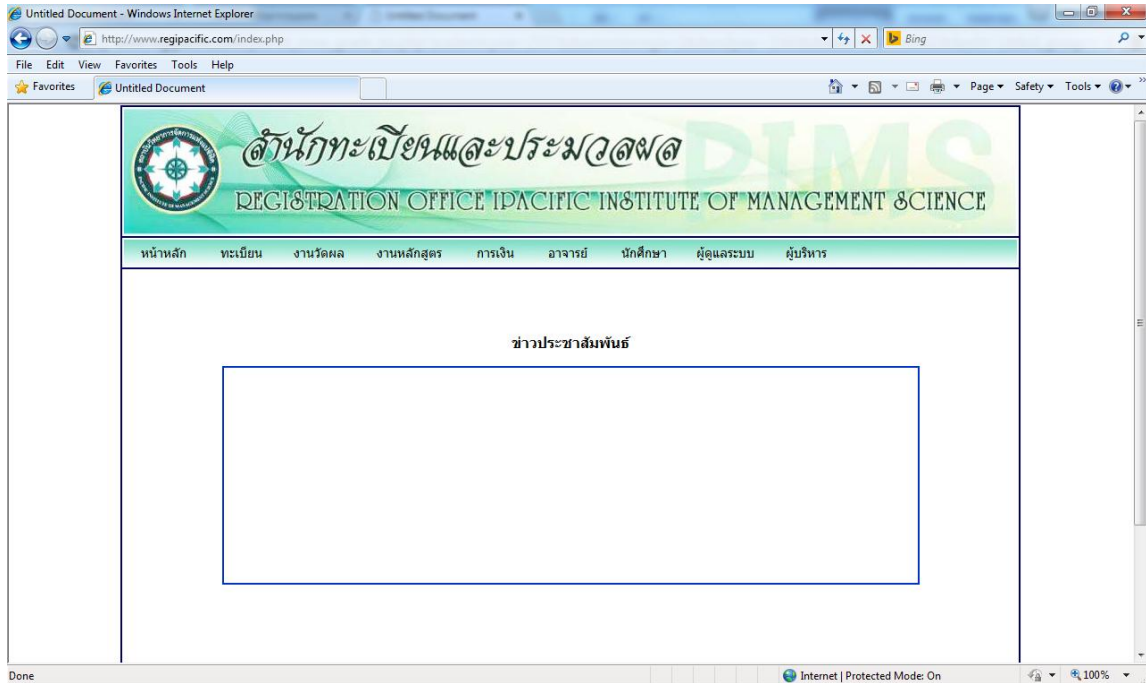 Untitled Document - Windows Internet Explorer
http://www.regipacific.com/index.php
Bing
File Edit View Favorites Tools Help
Favorites Untitled Document Page Safety Tools
PIMS
สำนักทะเบียนและประมวลผล
REGISTRATION OFFICE IPACIFIC INSTITUTE OF MANAGEMENT SCIENCE
หน้าหลัก ทะเบียน งานวัดผล งานหลักสูตร การเงิน อาจารย์ นักศึกษา ผู้ดูแลระบบ ผู้บริหาร
ข่าวประชาสัมพันธ์
Done Internet | Protected Mode: On 100%